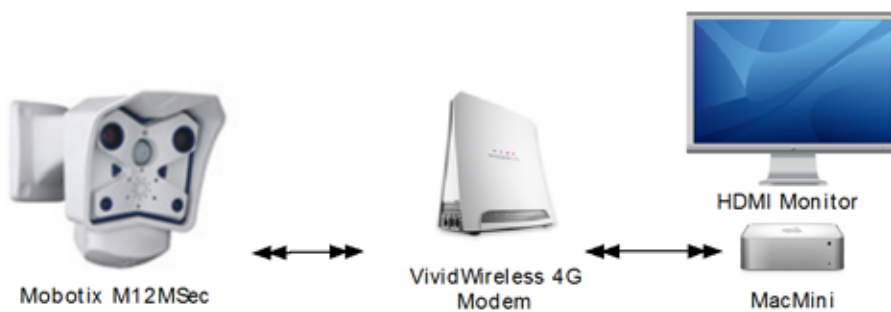 HDMI Monitor
Mobotix M12MSec
VividWireless 4G
Modem
MacMini